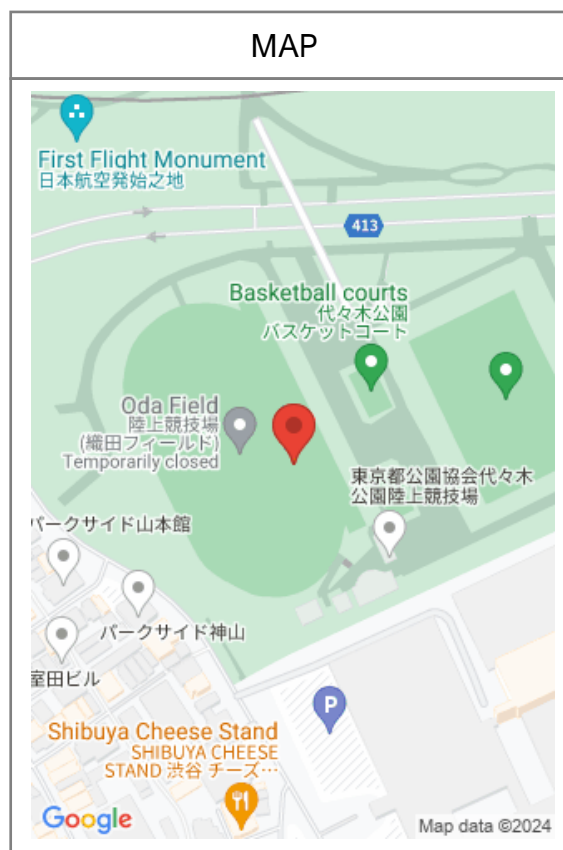 MAP
First Flight Monument
日本航空発始之地
413
Basketball courts
代々木公園
バスケットコート
Oda Field
陸上競技場
(織田フィールド)
Temporarily closed
東京都公園協会代々木
公園陸上競技場
パークサイド山本館
パークサイド神山
室田ビル
P
Shibuya Cheese Stand
SHIBUYA CHEESE
STAND 渋谷 チーズ…
Google
Map data ©2024